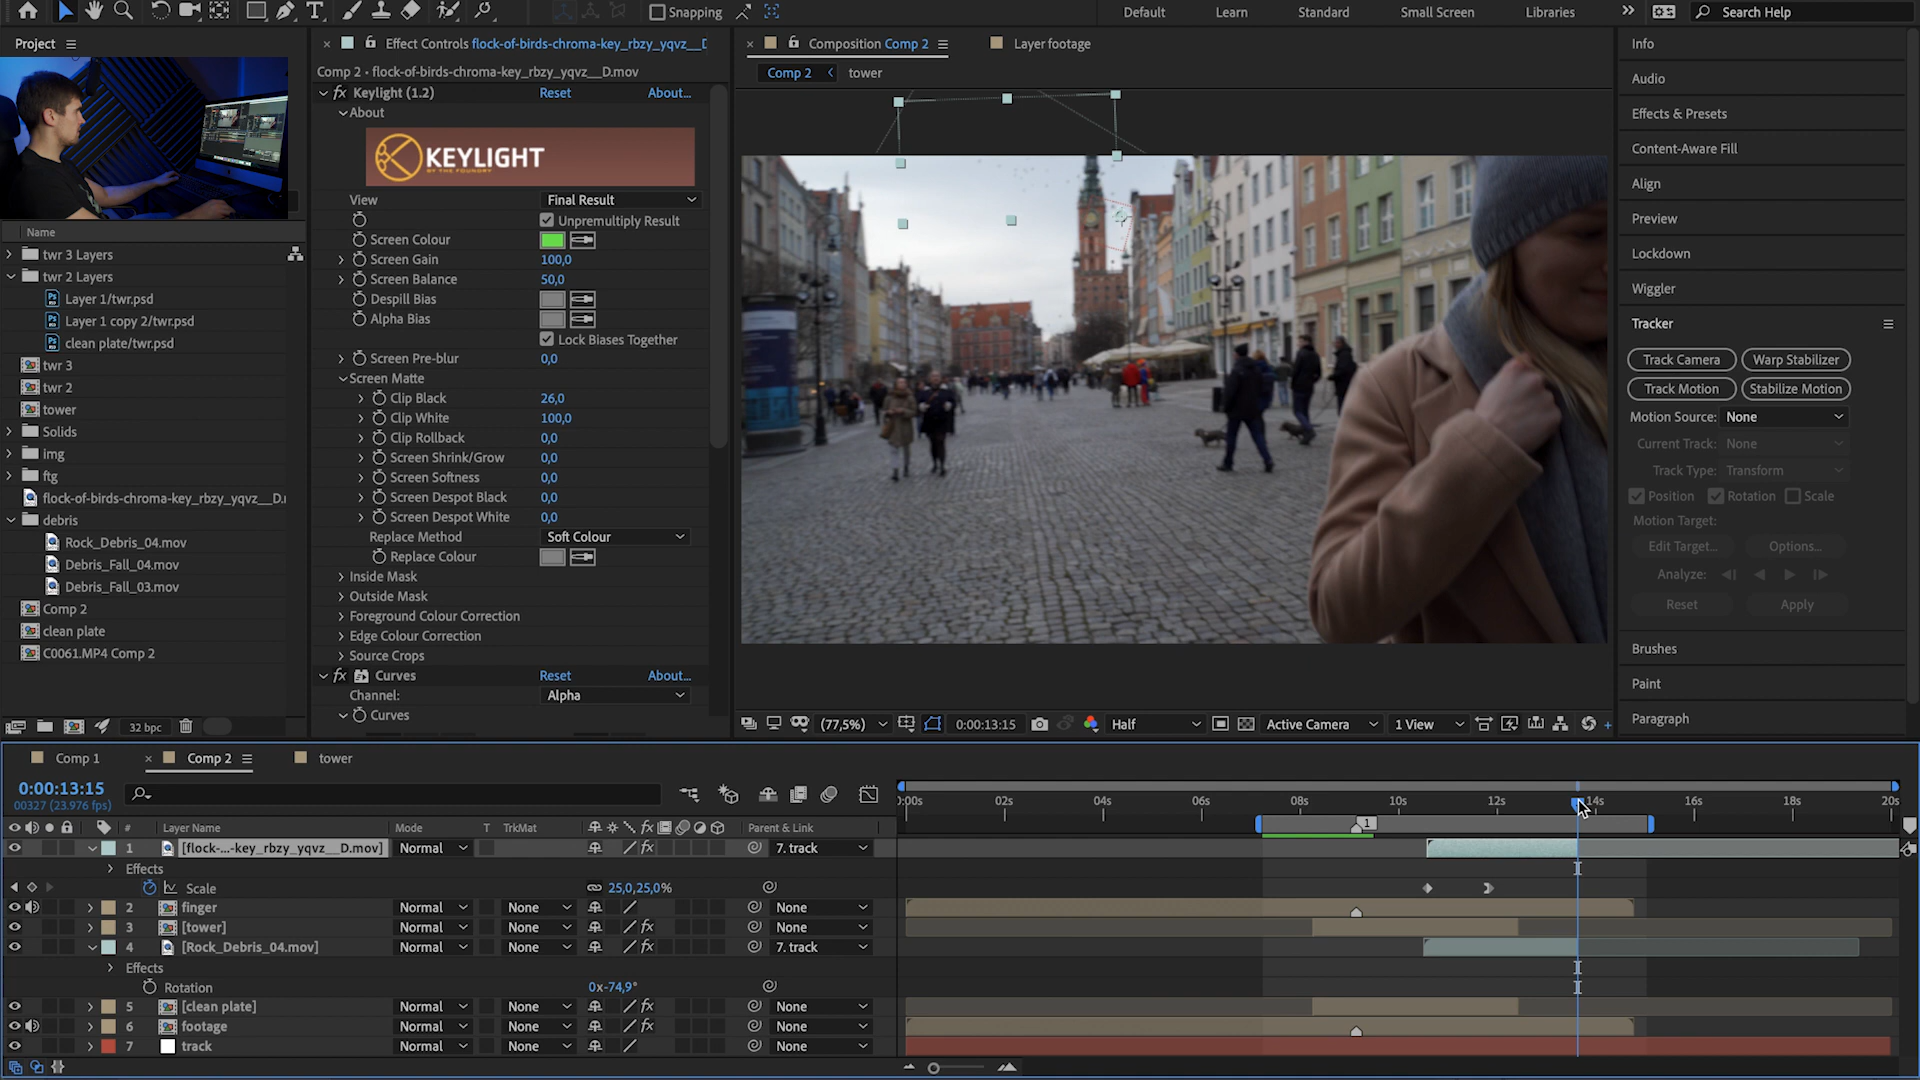 Snapping
Default
Learn
Standard
Small Screen
Libraries
Search Help
Project
Effect Controls flock-of-birds-chroma-key_rbzy_yqvz__D
Composition Comp 2
Layer footage
Comp 2 • flock-of-birds-chroma-key_rbzy_yqvz__D.mov
Comp 2
tower
Keylight (1.2)
Reset
About...
About
KEYLIGHT
BY THE FOUNDRY
View
Final Result
Unpremultiply Result
Screen Colour
Screen Gain
100,0
Screen Balance
50,0
Despill Bias
Alpha Bias
Lock Biases Together
Screen Pre-blur
0,0
Screen Matte
Clip Black
26,0
Clip White
100,0
Clip Rollback
0,0
Screen Shrink/Grow
0,0
Screen Softness
0,0
Screen Despot Black
0,0
Screen Despot White
0,0
Replace Method
Soft Colour
Replace Colour
Inside Mask
Outside Mask
Foreground Colour Correction
Edge Colour Correction
Source Crops
Curves
Reset
About...
Channel:
Alpha
Curves
Name
twr 3 Layers
twr 2 Layers
Layer 1/twr.psd
Layer 1 copy 2/twr.psd
clean plate/twr.psd
twr 3
twr 2
tower
Solids
img
ftg
flock-of-birds-chroma-key_rbzy_yqvz__D.
debris
Rock_Debris_04.mov
Debris_Fall_04.mov
Debris_Fall_03.mov
Comp 2
clean plate
C0061.MP4 Comp 2
32 bpc
(77,5%)
0:00:13:15
Half
Active Camera
1 View
Info
Audio
Effects & Presets
Content-Aware Fill
Align
Preview
Lockdown
Wiggler
Tracker
Track Camera
Warp Stabilizer
Track Motion
Stabilize Motion
Motion Source: None
Current Track: None
Track Type: Transform
Position
Rotation
Scale
Motion Target:
Edit Target...
Options...
Analyze:
Reset
Apply
Brushes
Paint
Paragraph
Comp 1
Comp 2
tower
0:00:13:15
00327 (23.976 fps)
:00s
02s
04s
06s
08s
10s
12s
14s
16s
18s
20s
1
#
Layer Name
Mode
T
TrkMat
Parent & Link
1
[flock-...-key_rbzy_yqvz__D.mov]
Normal
7. track
Effects
Scale
25,0,25,0%
2
finger
Normal
None
None
3
[tower]
Normal
None
None
4
[Rock_Debris_04.mov]
Normal
None
7. track
Effects
Rotation
0x-74,9°
5
[clean plate]
Normal
None
None
6
footage
Normal
None
None
7
track
Normal
None
None